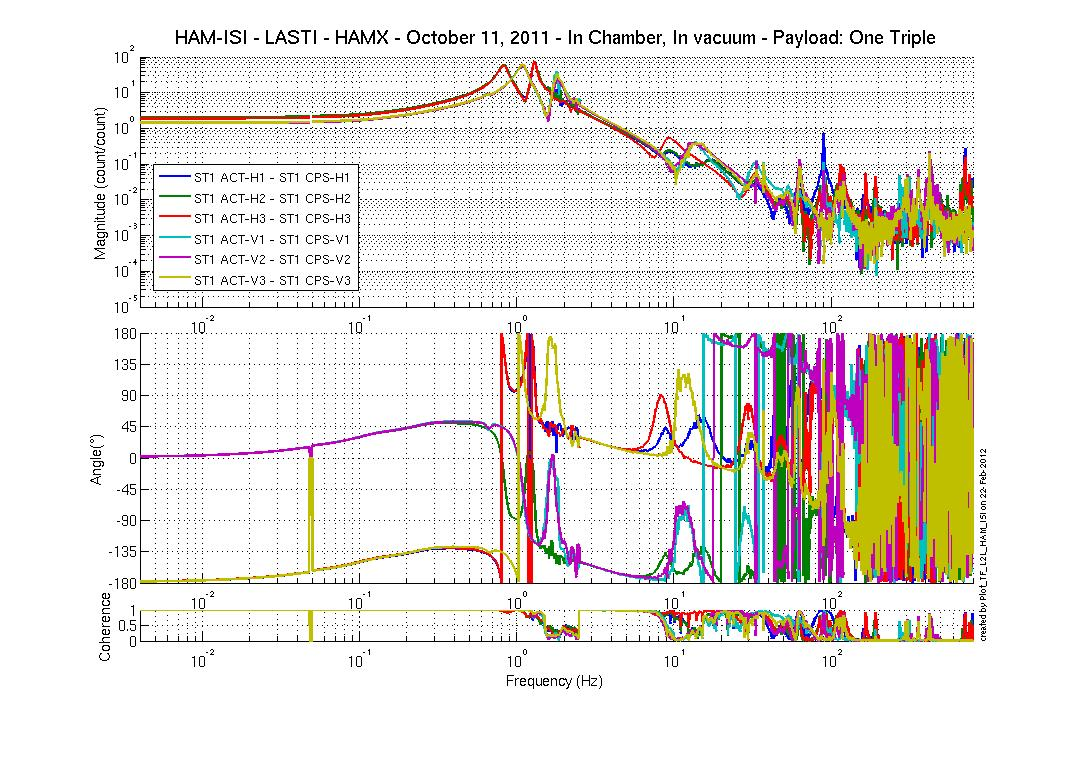 HAM-ISI - LASTI - HAMX - October 11, 2011 - In Chamber, In vacuum - Payload: One Triple
Magnitude (count/count)
10^2
10^1
10^0
10^-1
10^-2
10^-3
10^-4
10^-5
ST1 ACT-H1 - ST1 CPS-H1
ST1 ACT-H2 - ST1 CPS-H2
ST1 ACT-H3 - ST1 CPS-H3
ST1 ACT-V1 - ST1 CPS-V1
ST1 ACT-V2 - ST1 CPS-V2
ST1 ACT-V3 - ST1 CPS-V3
10^-2 10^-1 10^0 10^1 10^2
Angle(°)
180
135
90
45
0
-45
-90
-135
-180
10^-2 10^-1 10^0 10^1 10^2
Coherence
1
0.5
0
10^-2 10^-1 10^0 10^1 10^2
Frequency (Hz)
created by Plot_TF_L2L_HAM_ISI on 22-Feb-2012